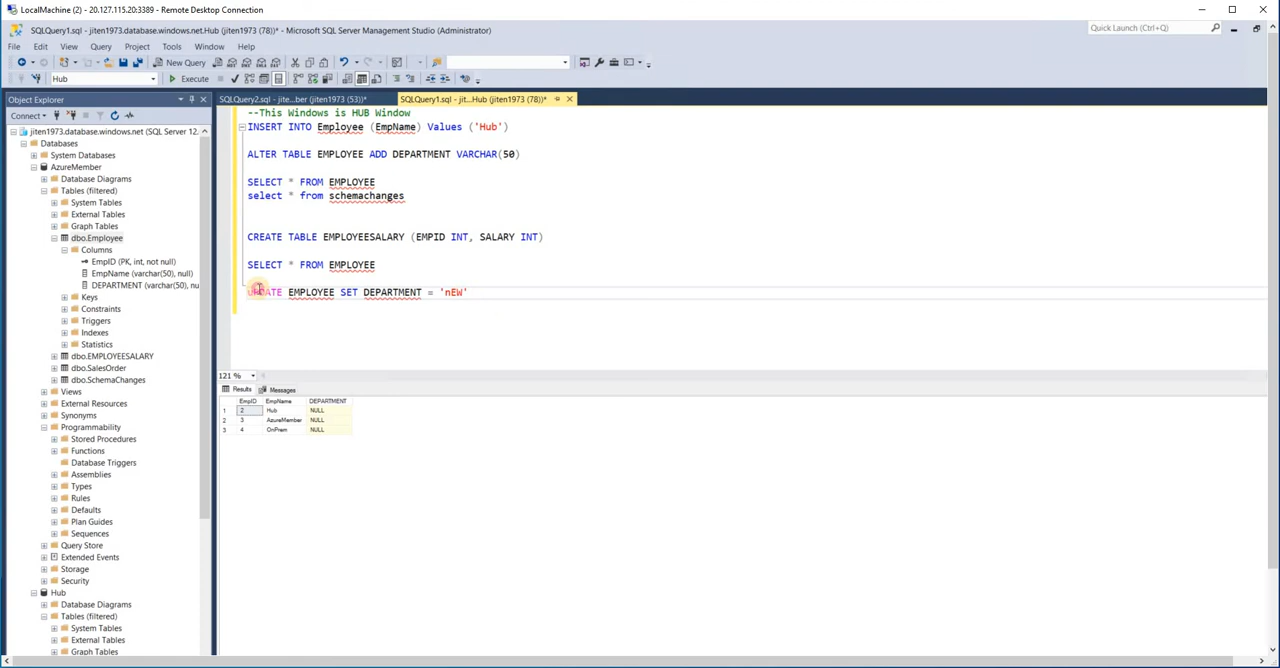 LocalMachine (2) - 20.127.115.20:3389 - Remote Desktop Connection
SQLQuery1.sql - jiten1973.database.windows.net.Hub (jiten1973 (78))* - Microsoft SQL Server Management Studio (Administrator)
Quick Launch (Ctrl+Q)
File Edit View Query Project Tools Window Help
New Query
Hub
Execute
Object Explorer
SQLQuery2.sql - jite...ber (jiten1973 (53))*
SQLQuery1.sql - jit...Hub (jiten1973 (78))*
Connect
jiten1973.database.windows.net (SQL Server 12.
Databases
System Databases
AzureMember
Database Diagrams
Tables (filtered)
System Tables
External Tables
Graph Tables
dbo.Employee
Columns
EmpID (PK, int, not null)
EmpName (varchar(50), null)
DEPARTMENT (varchar(50), nu
Keys
Constraints
Triggers
Indexes
Statistics
dbo.EMPLOYEESALARY
dbo.SalesOrder
dbo.SchemaChanges
Views
External Resources
Synonyms
Programmability
Stored Procedures
Functions
Database Triggers
Assemblies
Types
Rules
Defaults
Plan Guides
Sequences
Query Store
Extended Events
Storage
Security
Hub
Database Diagrams
Tables (filtered)
System Tables
External Tables
Graph Tables
--This Windows is HUB Window
INSERT INTO Employee (EmpName) Values ('Hub')
ALTER TABLE EMPLOYEE ADD DEPARTMENT VARCHAR(50)
SELECT * FROM EMPLOYEE
select * from schemachanges
CREATE TABLE EMPLOYEESALARY (EMPID INT, SALARY INT)
SELECT * FROM EMPLOYEE
UPDATE EMPLOYEE SET DEPARTMENT = 'nEW'
121 %
Results Messages
EmpID EmpName DEPARTMENT
1 2 Hub NULL
2 3 AzureMember NULL
3 4 OnPrem NULL